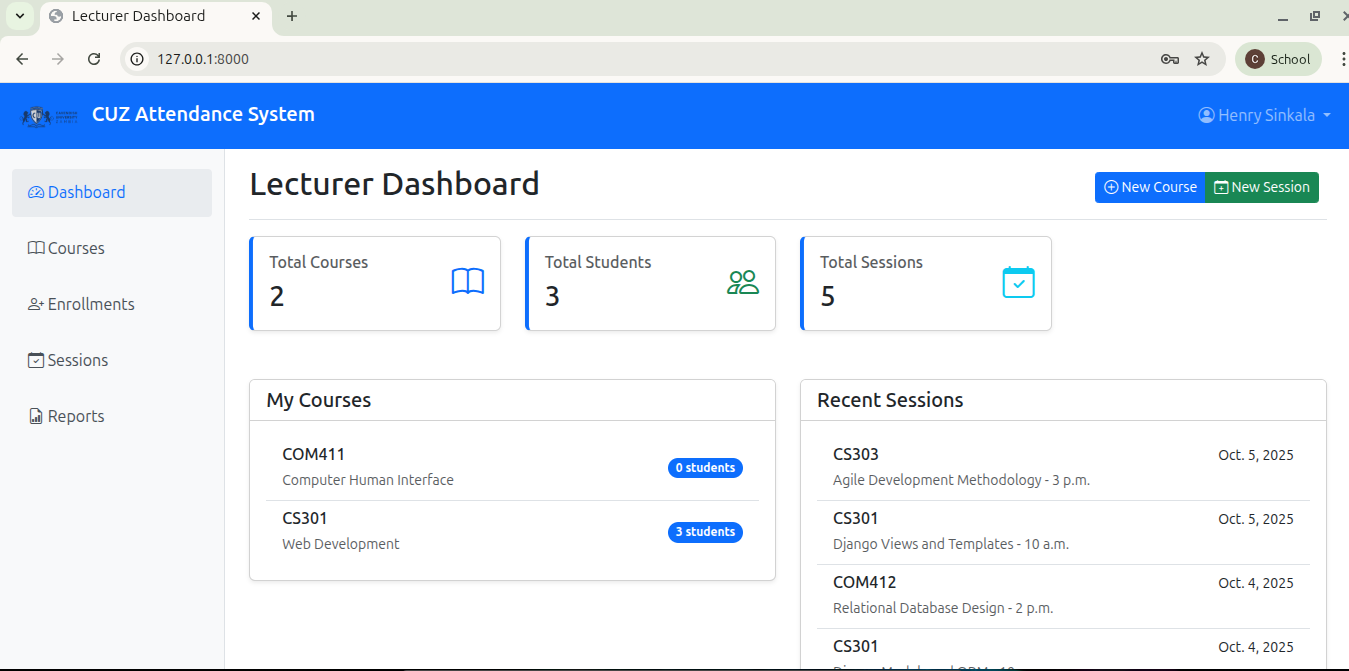 Lecturer Dashboard
127.0.0.1:8000
C School
CUZ Attendance System
Henry Sinkala
Dashboard
Courses
Enrollments
Sessions
Reports
Lecturer Dashboard
New Course
New Session
Total Courses
2
Total Students
3
Total Sessions
5
My Courses
COM411
Computer Human Interface
0 students
CS301
Web Development
3 students
Recent Sessions
CS303
Oct. 5, 2025
Agile Development Methodology - 3 p.m.
CS301
Oct. 5, 2025
Django Views and Templates - 10 a.m.
COM412
Oct. 4, 2025
Relational Database Design - 2 p.m.
CS301
Oct. 4, 2025